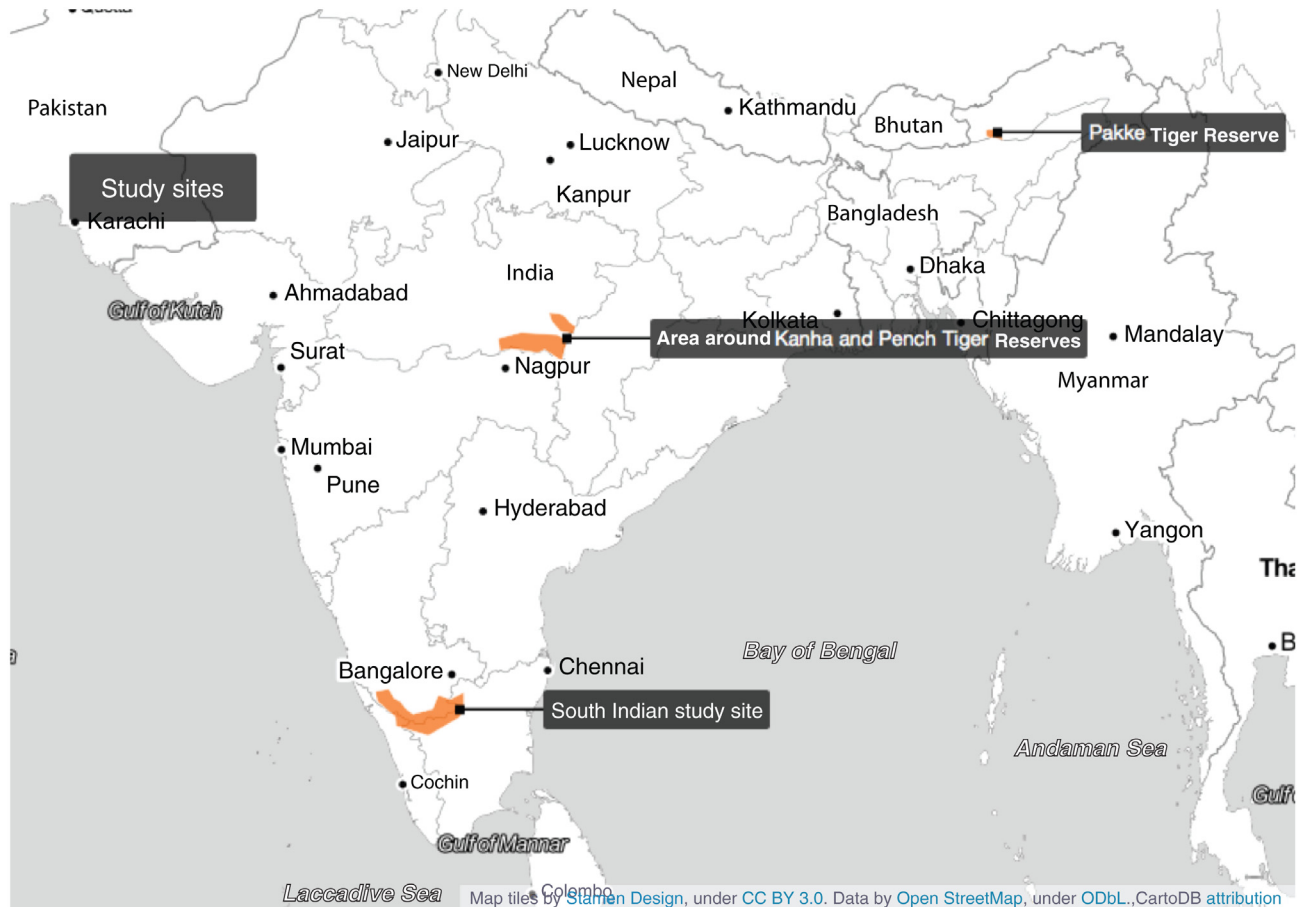 Quetta
New Delhi
Nepal
Pakistan
Kathmandu
Bhutan
Pakke Tiger Reserve
Jaipur
Lucknow
Kanpur
Study sites
Karachi
Bangladesh
India
Dhaka
Ahmadabad
Gulf of Kutch
Kolkata
Chittagong
Mandalay
Area around Kanha and Pench Tiger Reserves
Surat
Nagpur
Myanmar
Mumbai
Pune
Hyderabad
Yangon
Tha
B
Bay of Bengal
Bangalore
Chennai
South Indian study site
Andaman Sea
Cochin
Gulf
Gulf of Mannar
Laccadive Sea
Colombo
Map tiles by Stamen Design, under CC BY 3.0. Data by Open StreetMap, under ODbL.,CartoDB attribution